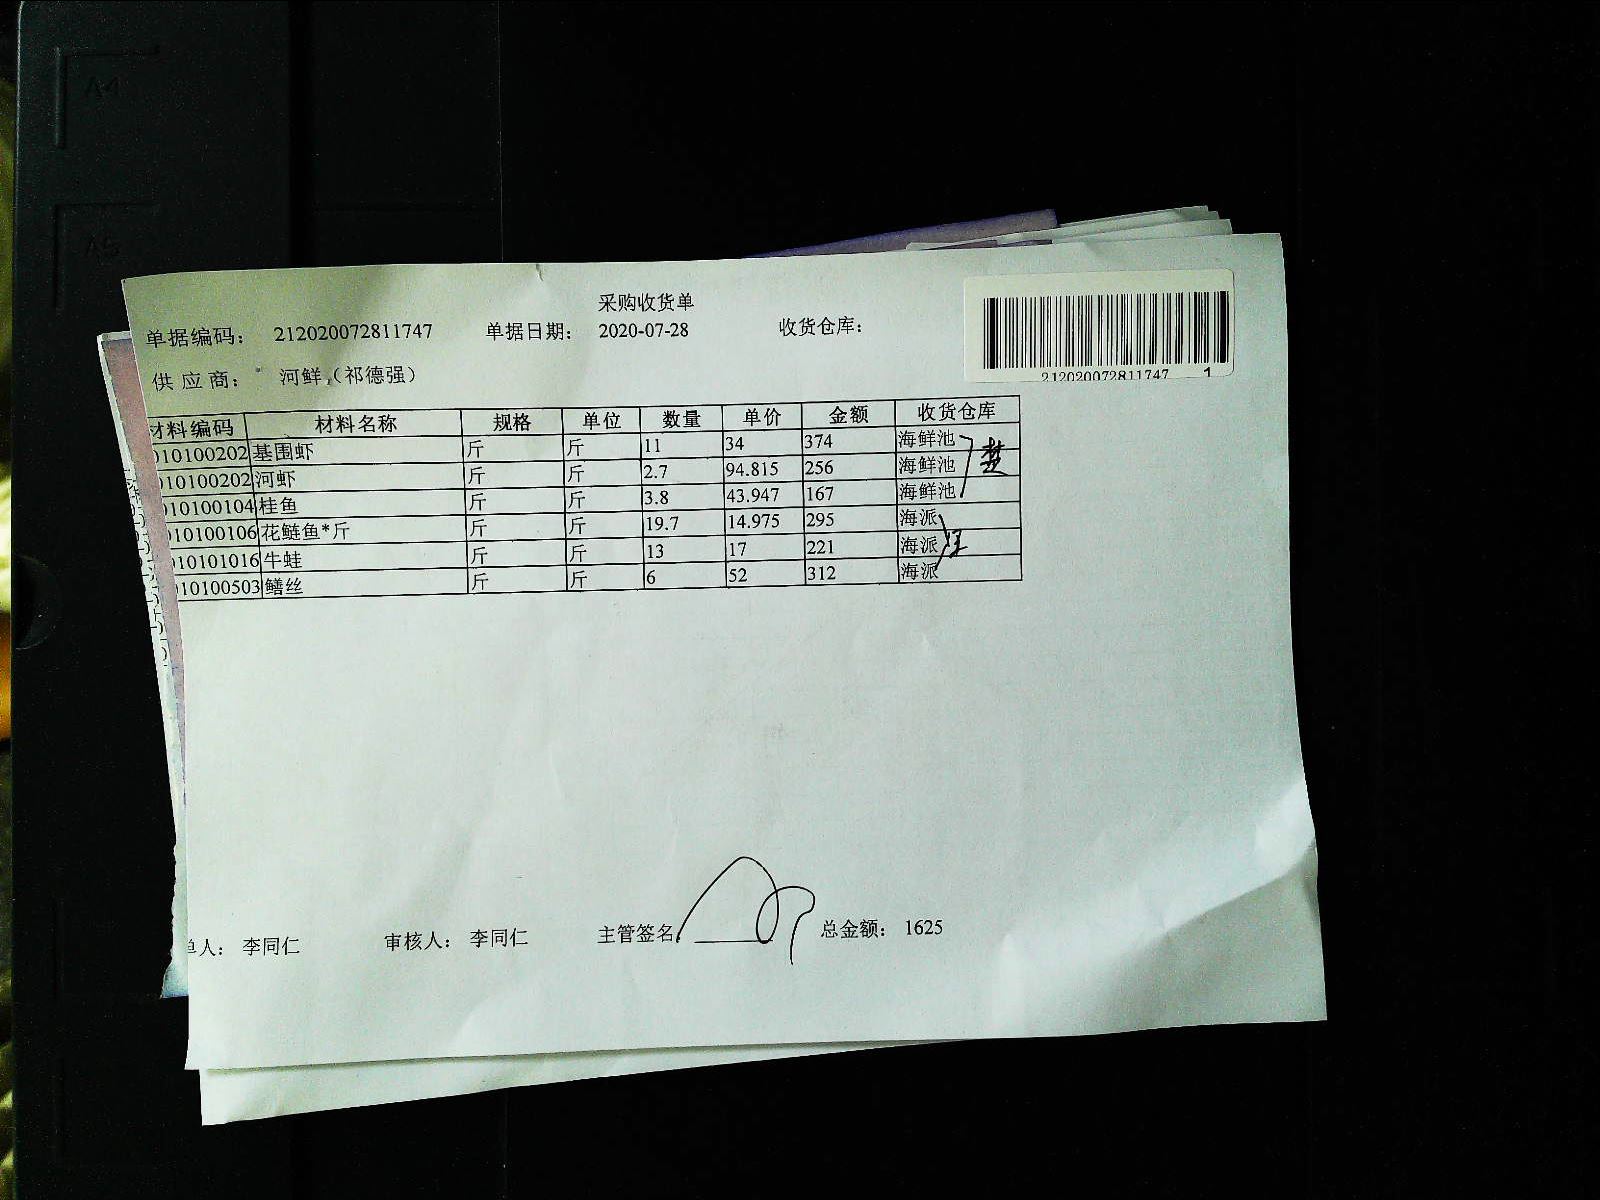 采购收货单
单据编码： 212020072811747 单据日期： 2020-07-28 收货仓库：
212020072811747 1
供应商： 河鲜（祁德强）
材料编码 材料名称 规格 单位 数量 单价 金额 收货仓库
010100202 基围虾 斤 斤 11 34 374 海鲜池
010100202 河虾 斤 斤 2.7 94.815 256 海鲜池
010100104 桂鱼 斤 斤 3.8 43.947 167 海鲜池
010100106 花鲢鱼*斤 斤 斤 19.7 14.975 295 海派
010101016 牛蛙 斤 斤 13 17 221 海派
10100503 鳝丝 斤 斤 6 52 312 海派
单人： 李同仁 审核人： 李同仁 主管签名： 总金额： 1625
A4
A5